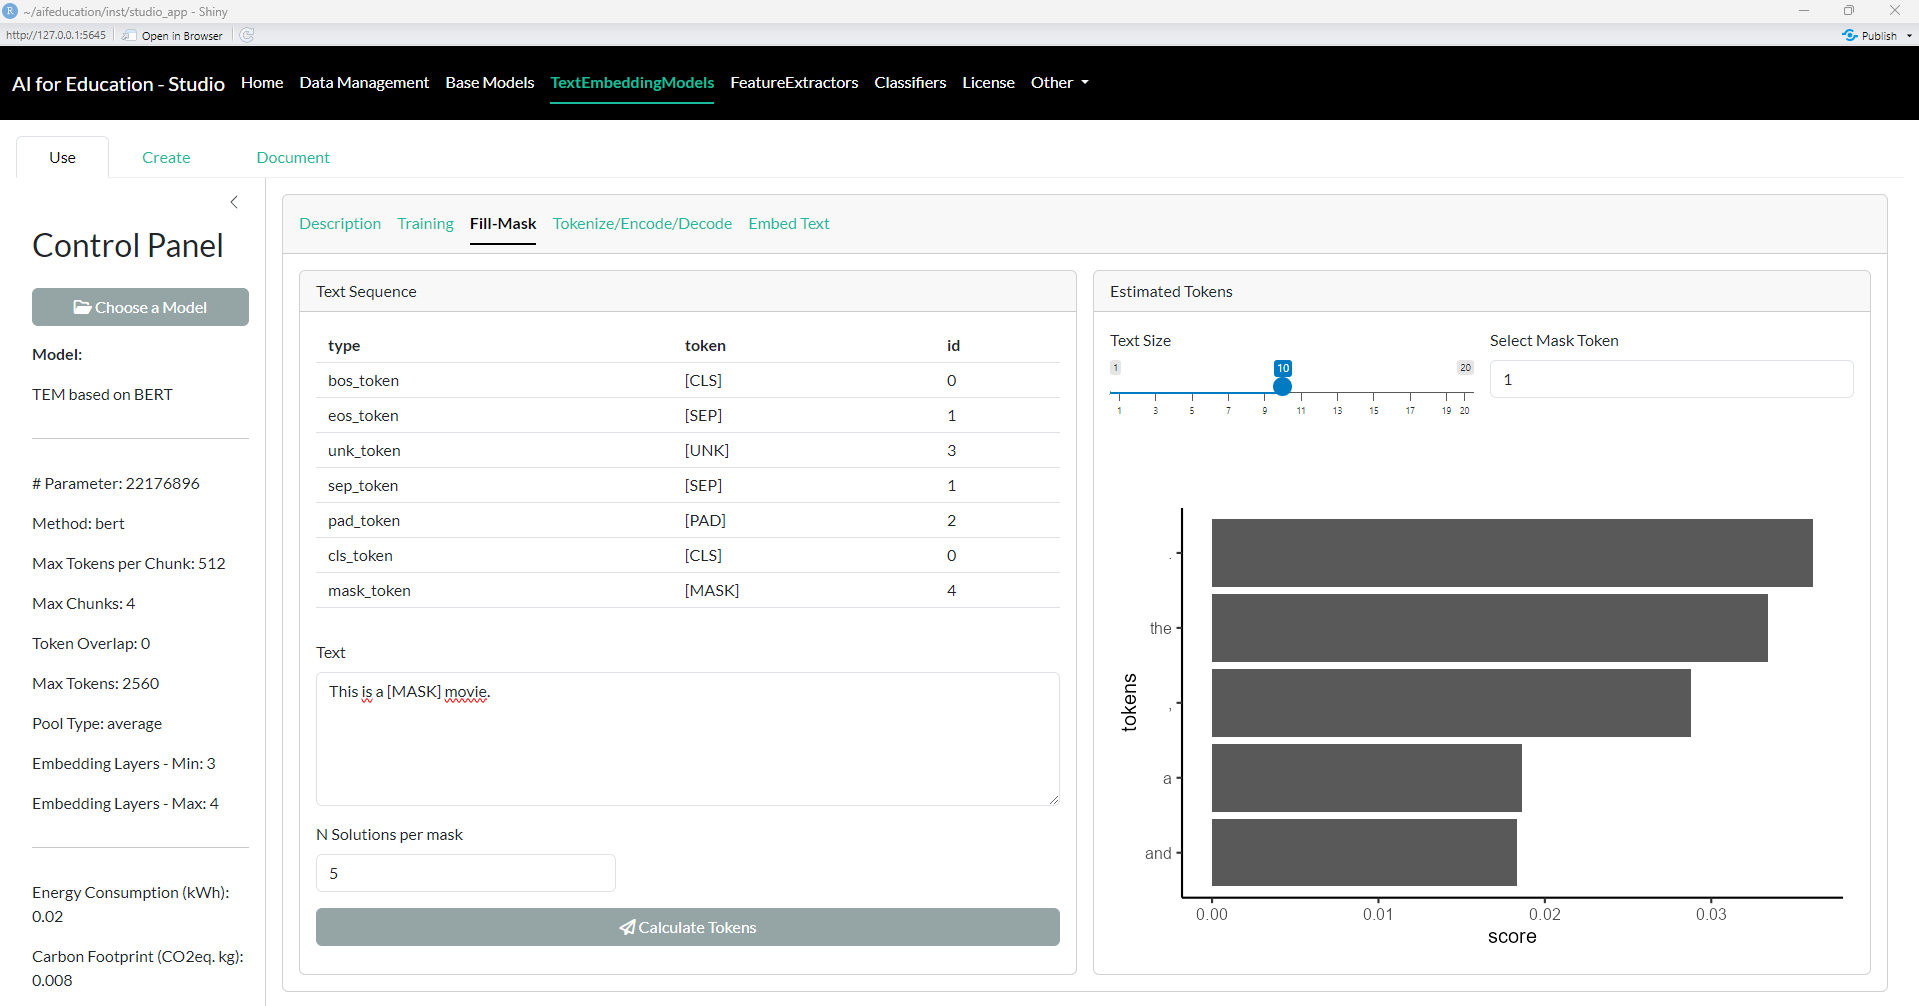 ~/aifeducation/inst/studio_app - Shiny
http://127.0.0.1:5645 Open in Browser Publish
AI for Education - Studio Home Data Management Base Models TextEmbeddingModels FeatureExtractors Classifiers License Other
Use Create Document
Control Panel
Choose a Model
Model:
TEM based on BERT
# Parameter: 22176896
Method: bert
Max Tokens per Chunk: 512
Max Chunks: 4
Token Overlap: 0
Max Tokens: 2560
Pool Type: average
Embedding Layers - Min: 3
Embedding Layers - Max: 4
Energy Consumption (kWh):
0.02
Carbon Footprint (CO2eq. kg):
0.008
Description Training Fill-Mask Tokenize/Encode/Decode Embed Text
Text Sequence
type token id
bos_token [CLS] 0
eos_token [SEP] 1
unk_token [UNK] 3
sep_token [SEP] 1
pad_token [PAD] 2
cls_token [CLS] 0
mask_token [MASK] 4
Text
This is a [MASK] movie.
N Solutions per mask
5
Calculate Tokens
Estimated Tokens
Text Size
1 10 20
1 3 5 7 9 11 13 15 17 19 20
Select Mask Token
1
tokens
.
the
,
a
and
0.00 0.01 0.02 0.03
score